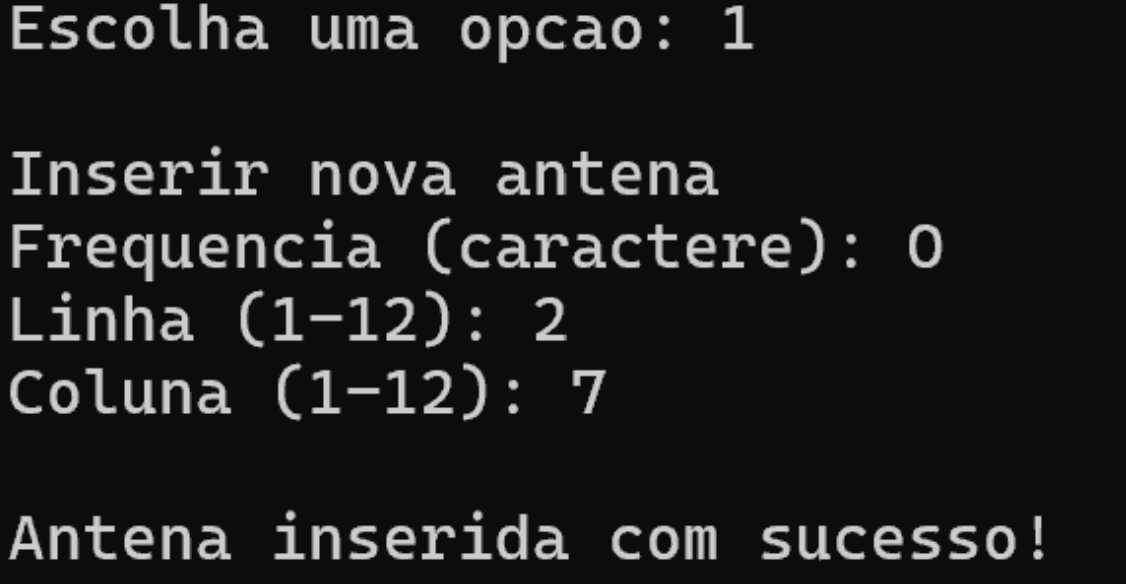 Escolha uma opcao: 1
Inserir nova antena
Frequencia (caractere): O
Linha (1-12): 2
Coluna (1-12): 7
Antena inserida com sucesso!